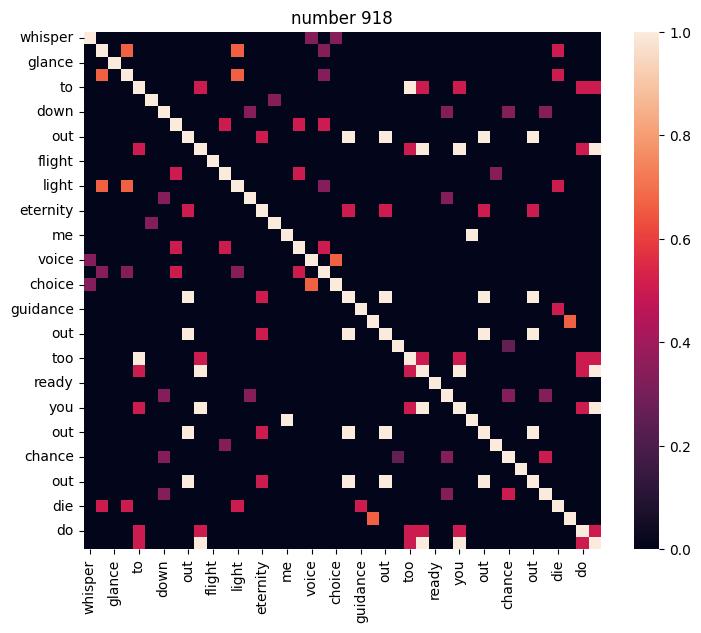 number 918
whisper
glance
to
down
out
flight
light
eternity
me
voice
choice
guidance
out
too
ready
you
out
chance
out
die
do
1.0
0.8
0.6
0.4
0.2
0.0
whisper
glance
to
down
out
flight
light
eternity
me
voice
choice
guidance
out
too
ready
you
out
chance
out
die
do